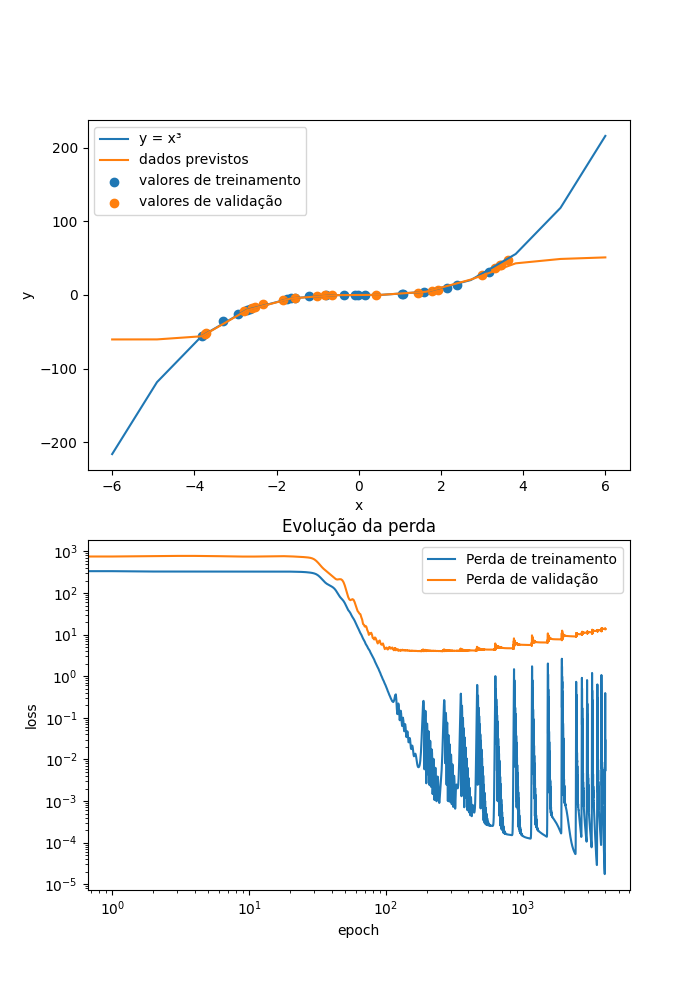 y = x³
dados previstos
valores de treinamento
valores de validação
200
100
0
−100
−200
y
−6
−4
−2
0
2
4
6
x
Evolução da perda
Perda de treinamento
Perda de validação
10³
10²
10¹
10⁰
10⁻¹
10⁻²
10⁻³
10⁻⁴
10⁻⁵
loss
10⁰
10¹
10²
10³
epoch